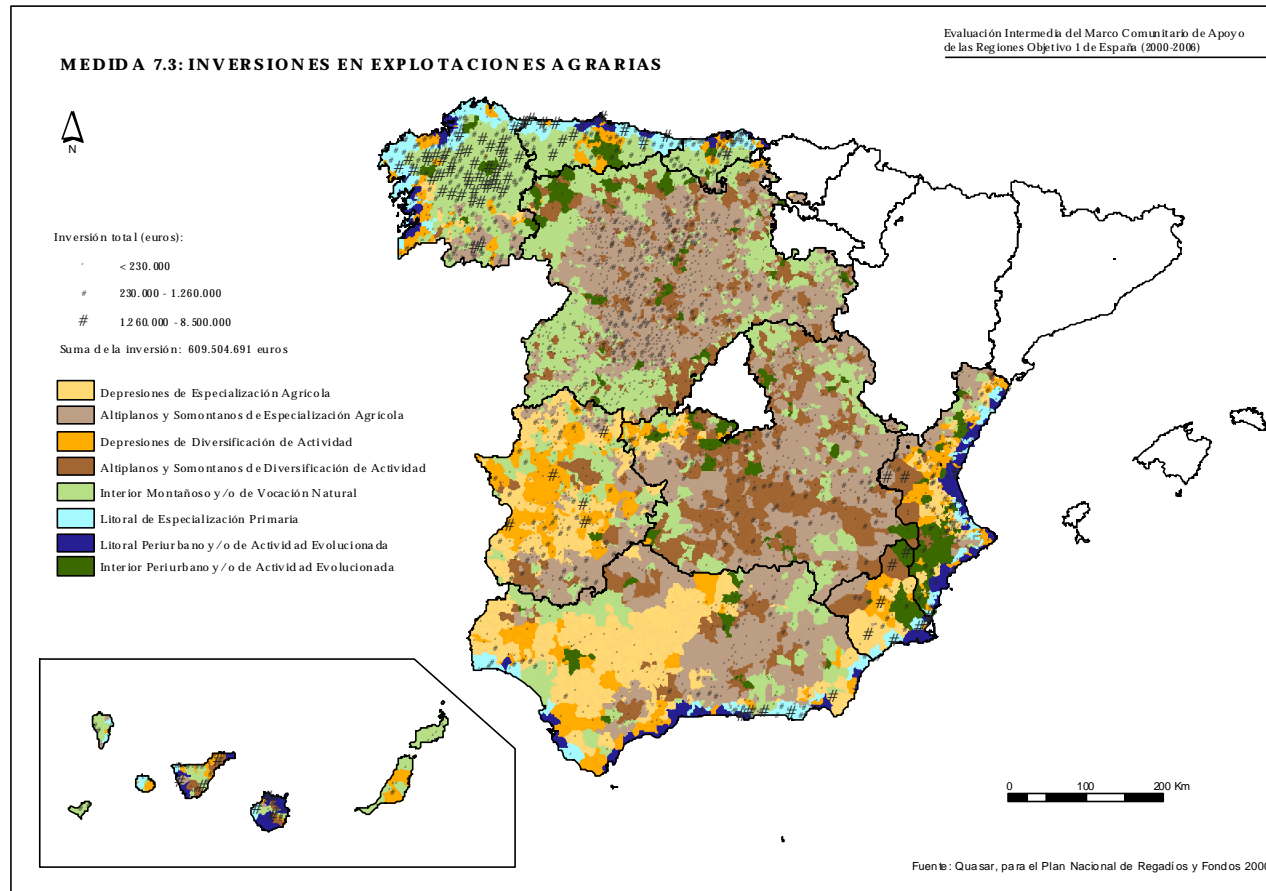 Evaluación Intermedia del Marco Comunitario de Apoyo
de las Regiones Objetivo 1 de España (2000-2006)
MEDIDA 7.3: INVERSIONES EN EXPLOTACIONES AGRARIAS
N
Inversión total (euros):
< 230.000
# 230.000 - 1.260.000
# 1.260.000 - 8.500.000
Suma de la inversión: 609.504.691 euros
Depresiones de Especialización Agrícola
Altiplanos y Somontanos de Especialización Agrícola
Depresiones de Diversificación de Actividad
Altiplanos y Somontanos de Diversificación de Actividad
Interior Montañoso y/o de Vocación Natural
Litoral de Especialización Primaria
Litoral Periurbano y/o de Actividad Evolucionada
Interior Periurbano y/o de Actividad Evolucionada
0 100 200 Km
Fuente: Quasar, para el Plan Nacional de Regadíos y Fondos 2000